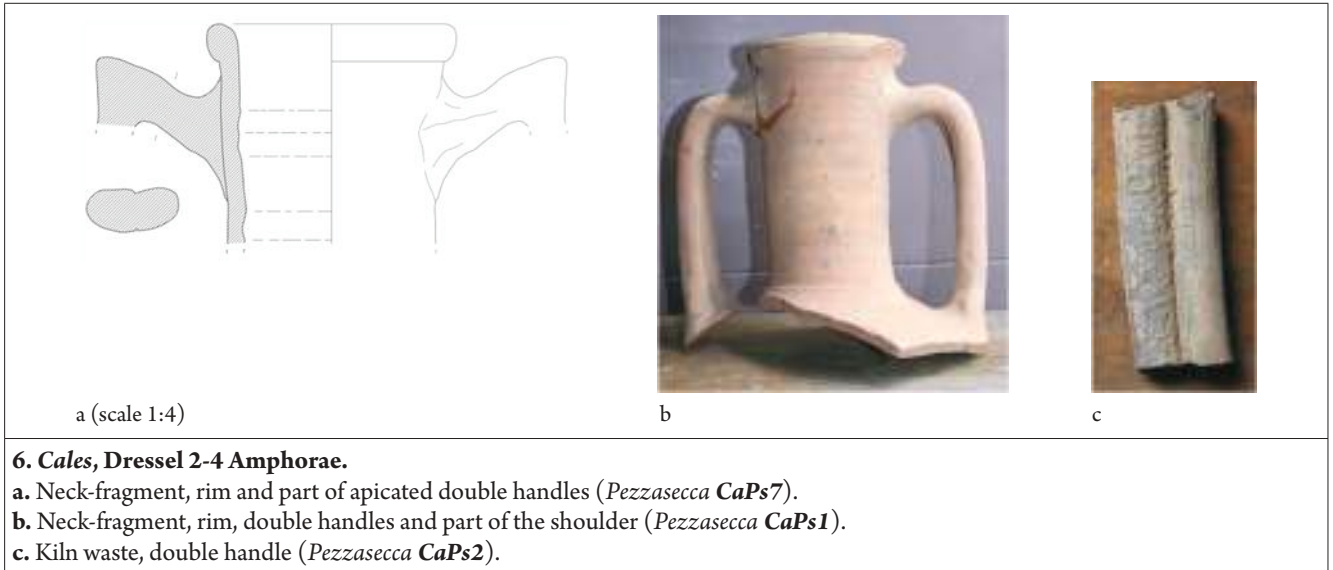 a (scale 1:4)
b
c
6. Cales, Dressel 2-4 Amphorae.
a. Neck-fragment, rim and part of apicated double handles (Pezzasecca CaPs7).
b. Neck-fragment, rim, double handles and part of the shoulder (Pezzasecca CaPs1).
c. Kiln waste, double handle (Pezzasecca CaPs2).